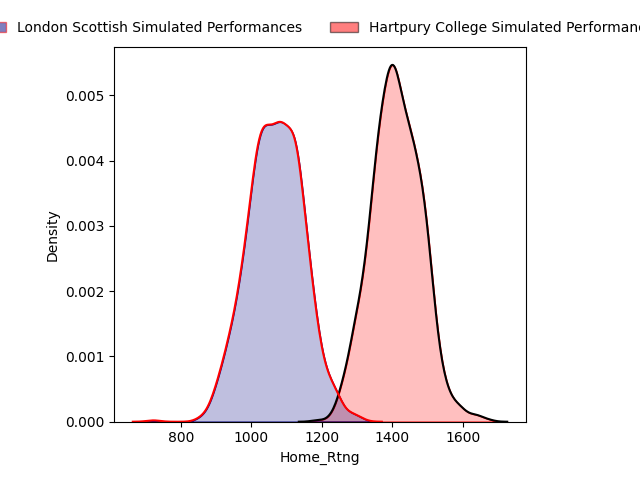 London Scottish Simulated Performances
Hartpury College Simulated
Density
0.005
0.004
0.003
0.002
0.001
0.000
800 1000 1200 1400 1600
Home_Rtng